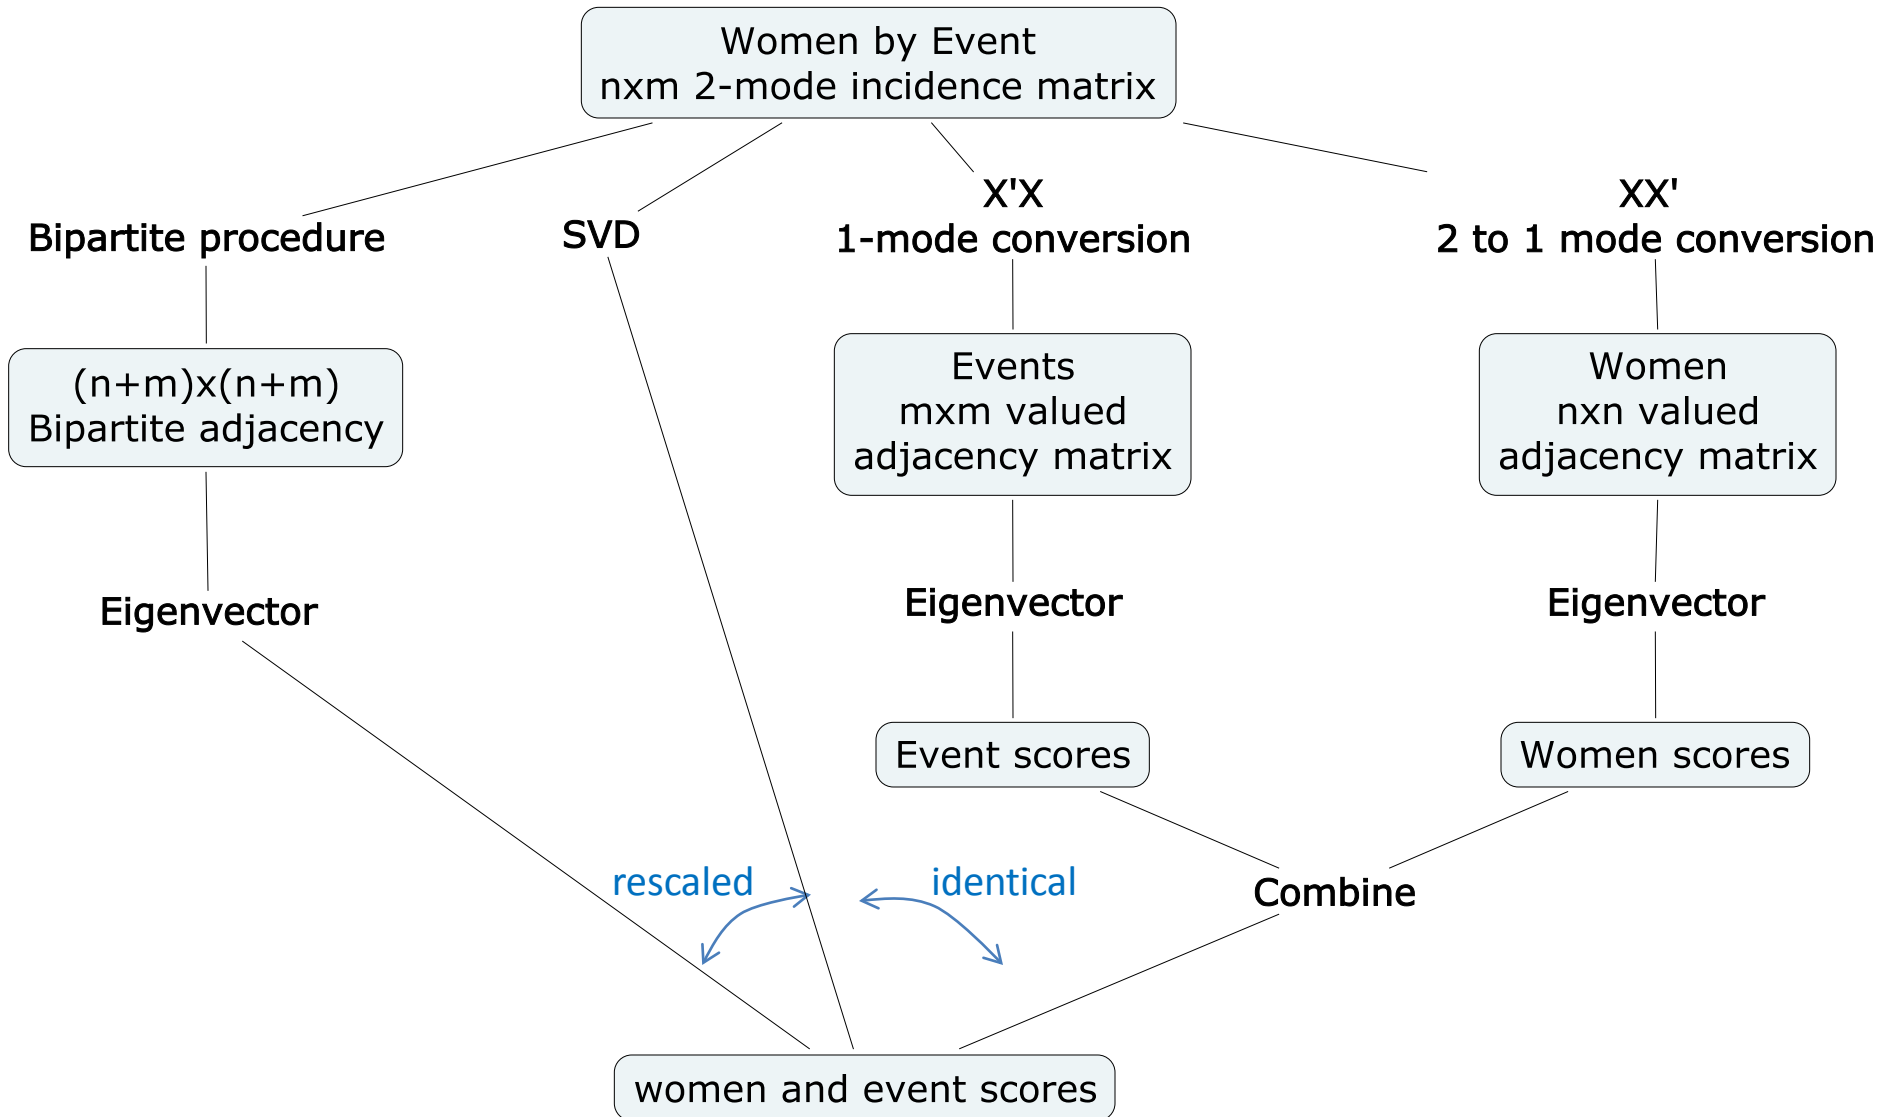 Women by Event
nxm 2-mode incidence matrix
X'X
XX'
Bipartite procedure
SVD
1-mode conversion
2 to 1 mode conversion
(n+m)x(n+m)
Bipartite adjacency
Events
mxm valued
adjacency matrix
Women
nxn valued
adjacency matrix
Eigenvector
Eigenvector
Eigenvector
Event scores
Women scores
rescaled
identical
Combine
women and event scores